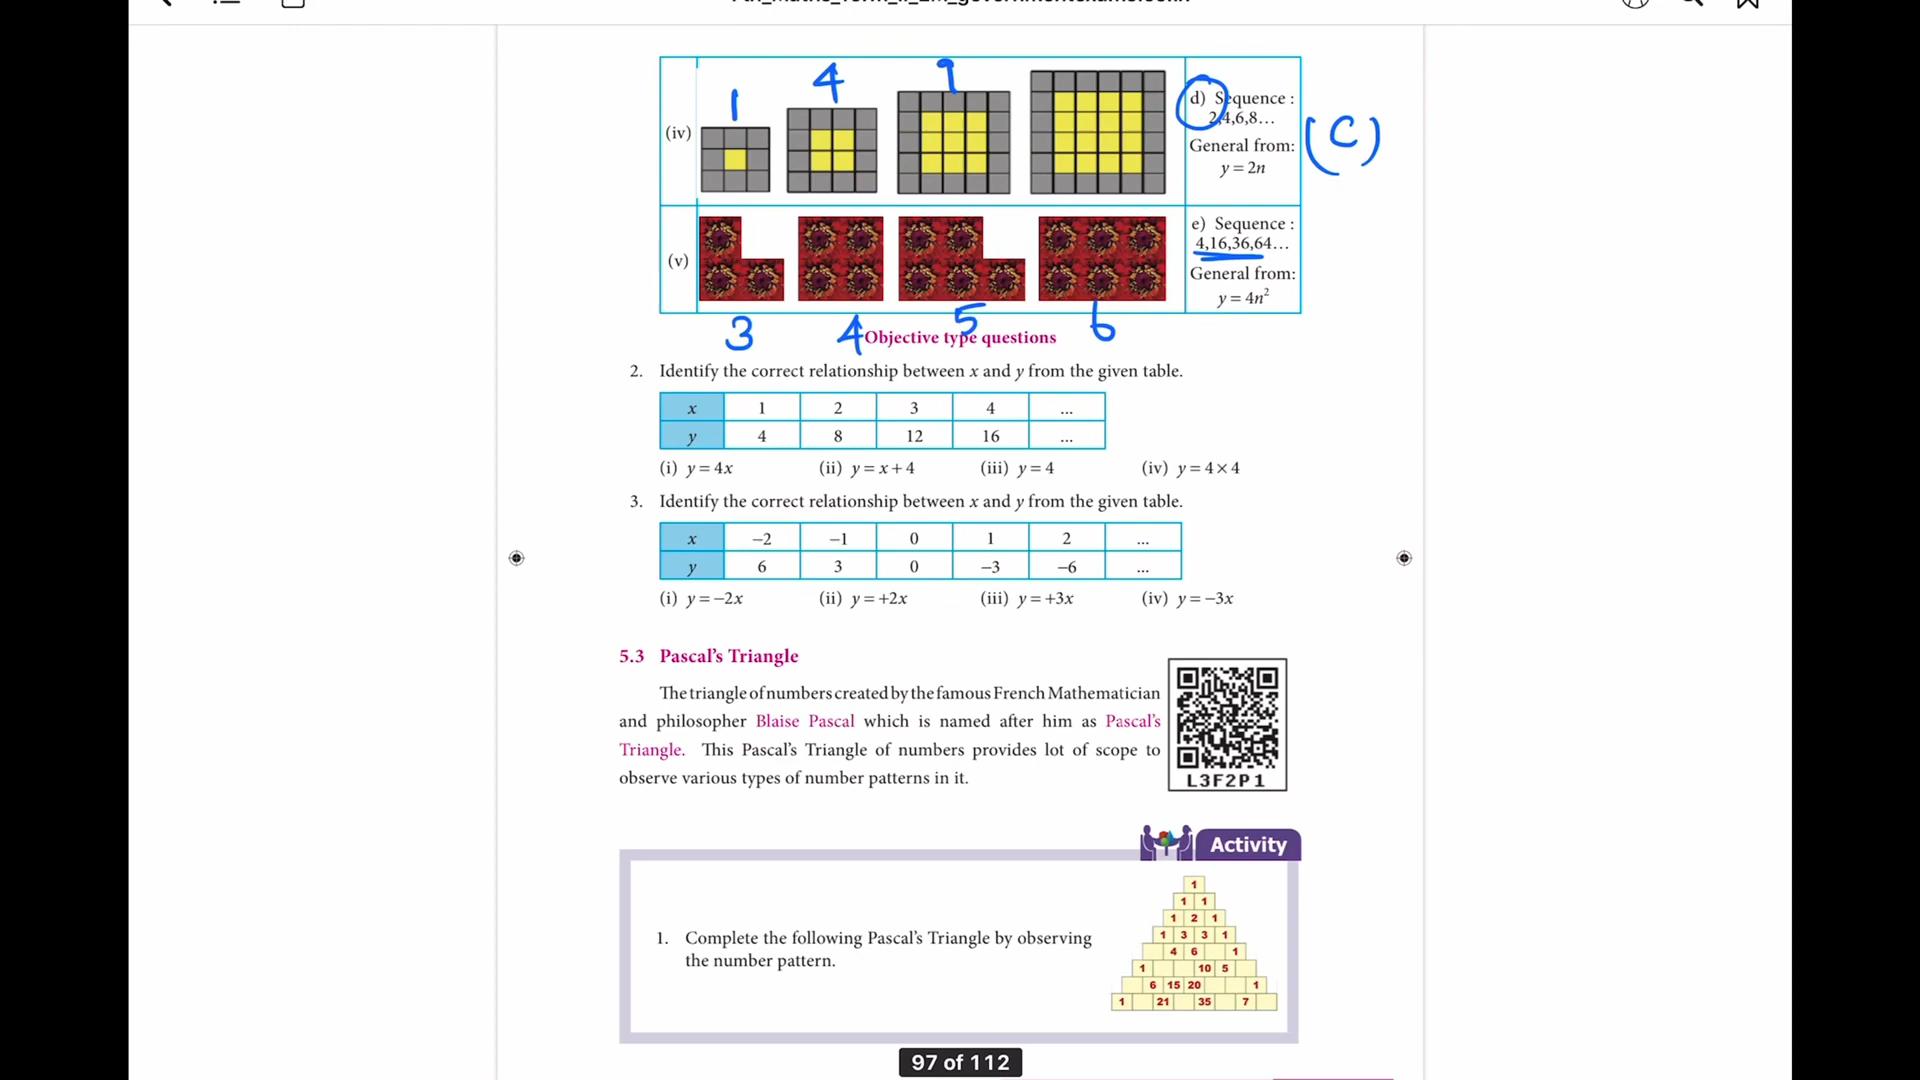 1
4
9
(iv)
d) Sequence :
2,4,6,8...
General from:
y = 2n
(C)
(v)
e) Sequence :
4,16,36,64...
General from:
y = 4n²
3
4
5
6
Objective type questions
2. Identify the correct relationship between x and y from the given table.
x 1 2 3 4 ...
y 4 8 12 16 ...
(i) y = 4x (ii) y = x + 4 (iii) y = 4 (iv) y = 4 × 4
3. Identify the correct relationship between x and y from the given table.
x −2 −1 0 1 2 ...
y 6 3 0 −3 −6 ...
(i) y = −2x (ii) y = +2x (iii) y = +3x (iv) y = −3x
5.3 Pascal's Triangle
The triangle of numbers created by the famous French Mathematician
and philosopher Blaise Pascal which is named after him as Pascal's
Triangle. This Pascal's Triangle of numbers provides lot of scope to
observe various types of number patterns in it.
L3F2P1
Activity
1. Complete the following Pascal's Triangle by observing
the number pattern.
1
1 1
1 2 1
1 3 3 1
4 6 1
1 10 5
6 15 20 1
1 21 35 7
97 of 112